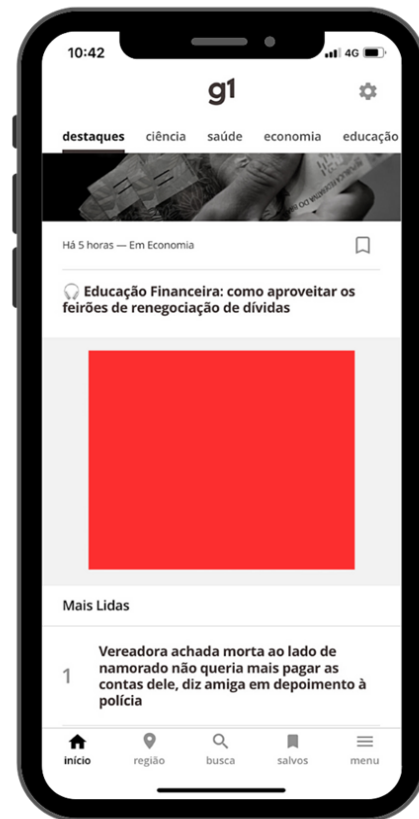 10:42
4G
g1
destaques ciência saúde economia educação
Há 5 horas — Em Economia
Educação Financeira: como aproveitar os
feirões de renegociação de dívidas
Mais Lidas
1
Vereadora achada morta ao lado de
namorado não queria mais pagar as
contas dele, diz amiga em depoimento à
polícia
início região busca salvos menu